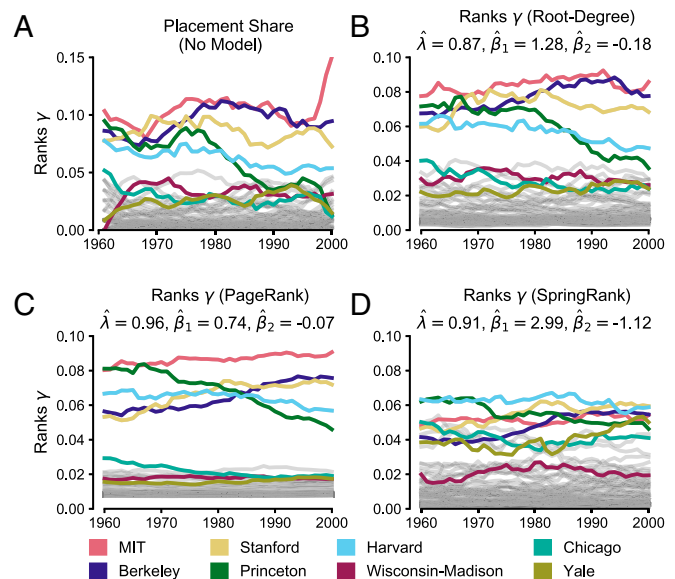 A
Placement Share
(No Model)
0.15
0.10
0.05
0.00
Ranks γ
1960 1970 1980 1990 2000
B
Ranks γ (Root-Degree)
λ̂ = 0.87, β̂₁ = 1.28, β̂₂ = -0.18
0.10
0.08
0.06
0.04
0.02
0.00
1960 1970 1980 1990 2000
C
Ranks γ (PageRank)
λ̂ = 0.96, β̂₁ = 0.74, β̂₂ = -0.07
0.10
0.08
0.06
0.04
0.02
0.00
Ranks γ
1960 1970 1980 1990 2000
D
Ranks γ (SpringRank)
λ̂ = 0.91, β̂₁ = 2.99, β̂₂ = -1.12
0.10
0.08
0.06
0.04
0.02
0.00
1960 1970 1980 1990 2000
MIT Stanford Harvard Chicago
Berkeley Princeton Wisconsin-Madison Yale